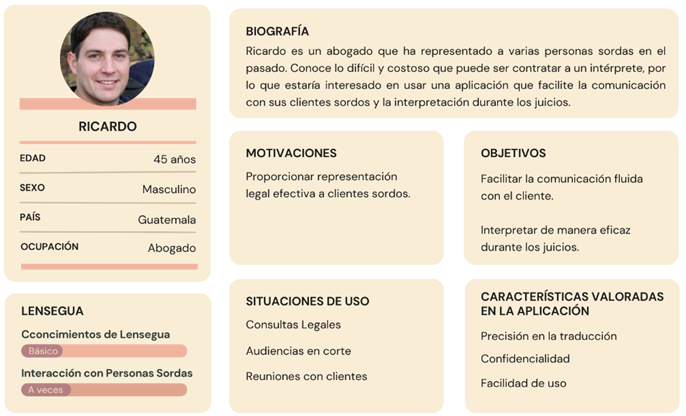 RICARDO
EDAD 45 años
SEXO Masculino
PAÍS Guatemala
OCUPACIÓN Abogado
LENSEGUA
Cconcimientos de Lensegua
Básico
Interacción con Personas Sordas
A veces
BIOGRAFÍA
Ricardo es un abogado que ha representado a varias personas sordas en el
pasado. Conoce lo difícil y costoso que puede ser contratar a un intérprete, por
lo que estaría interesado en usar una aplicación que facilite la comunicación
con sus clientes sordos y la interpretación durante los juicios.
MOTIVACIONES
Proporcionar representación
legal efectiva a clientes sordos.
OBJETIVOS
Facilitar la comunicación fluida
con el cliente.
Interpretar de manera eficaz
durante los juicios.
SITUACIONES DE USO
Consultas Legales
Audiencias en corte
Reuniones con clientes
CARACTERÍSTICAS VALORADAS
EN LA APLICACIÓN
Precisión en la traducción
Confidencialidad
Facilidad de uso